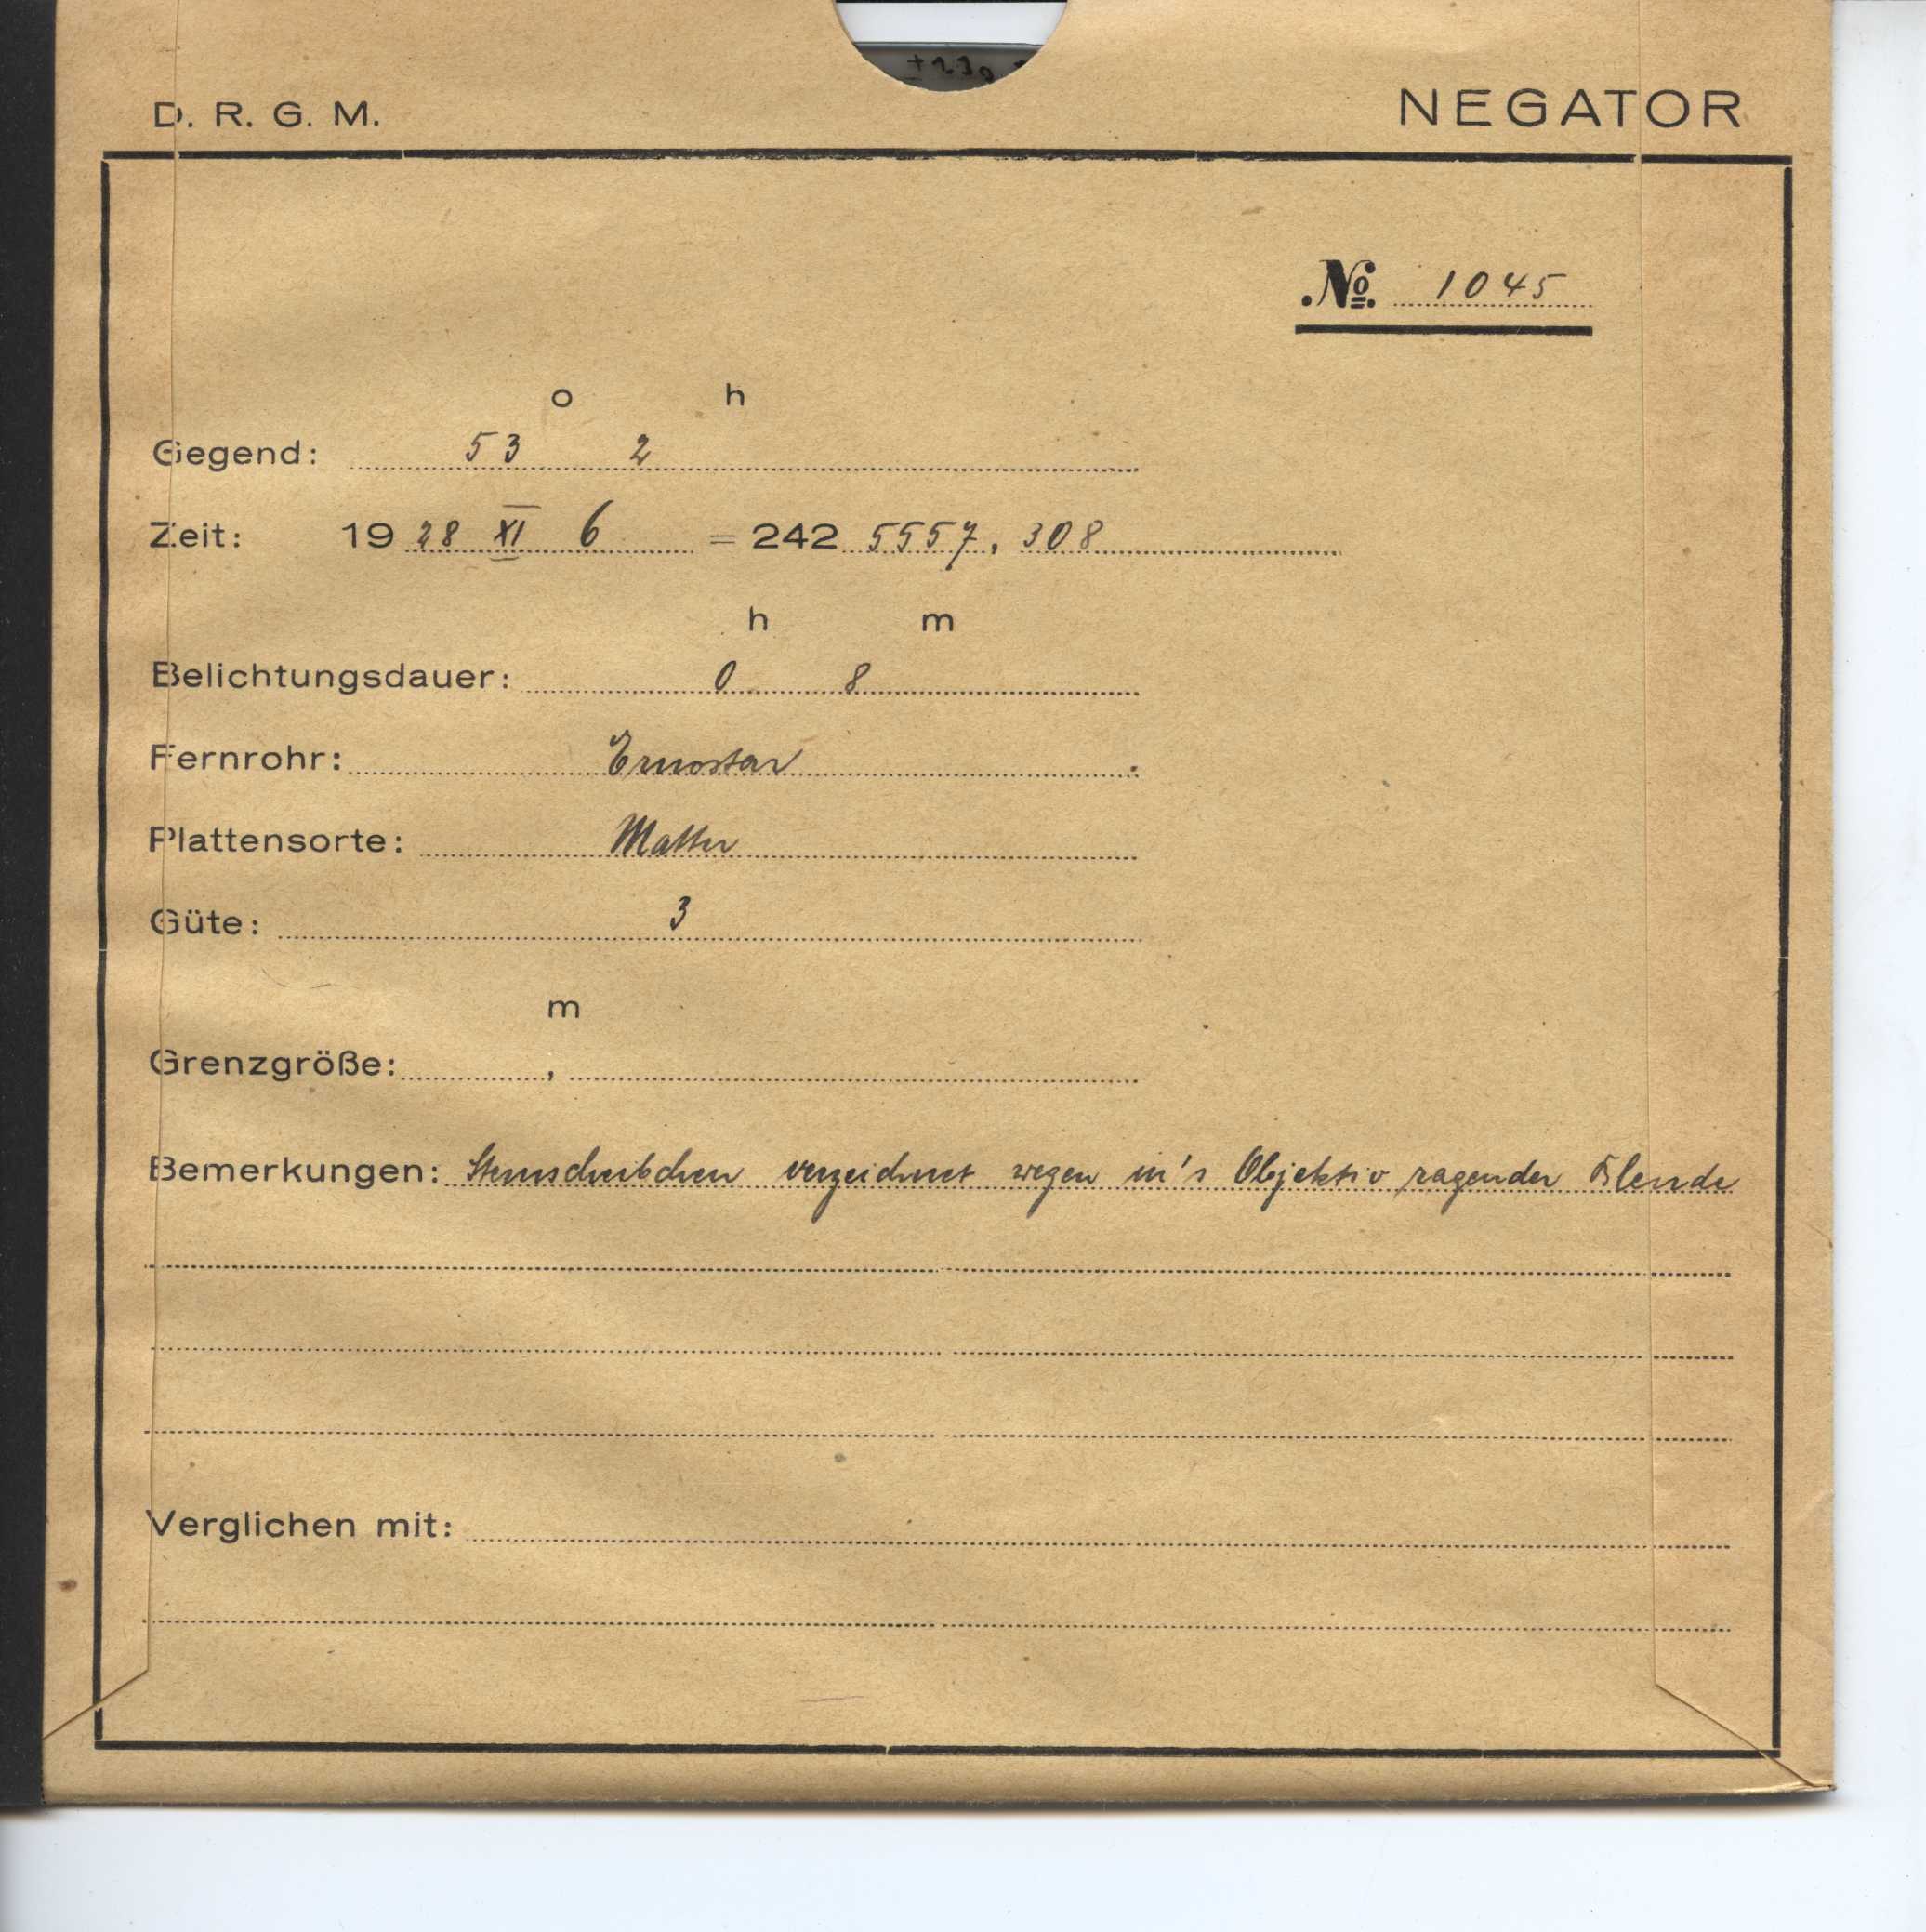 D. R. G. M.
NEGATOR
No. 1045
o h
Gegend: 53 2
Zeit: 19 28 XI 6 = 242 5557, 308
h m
Belichtungsdauer: 0 8
Fernrohr: Ernostar
Plattensorte: Matter
Güte: 3
m
Grenzgröße: ,
Bemerkungen: Sternscheibchen verzeichnet wegen in's Objektiv ragender Blende
Verglichen mit: